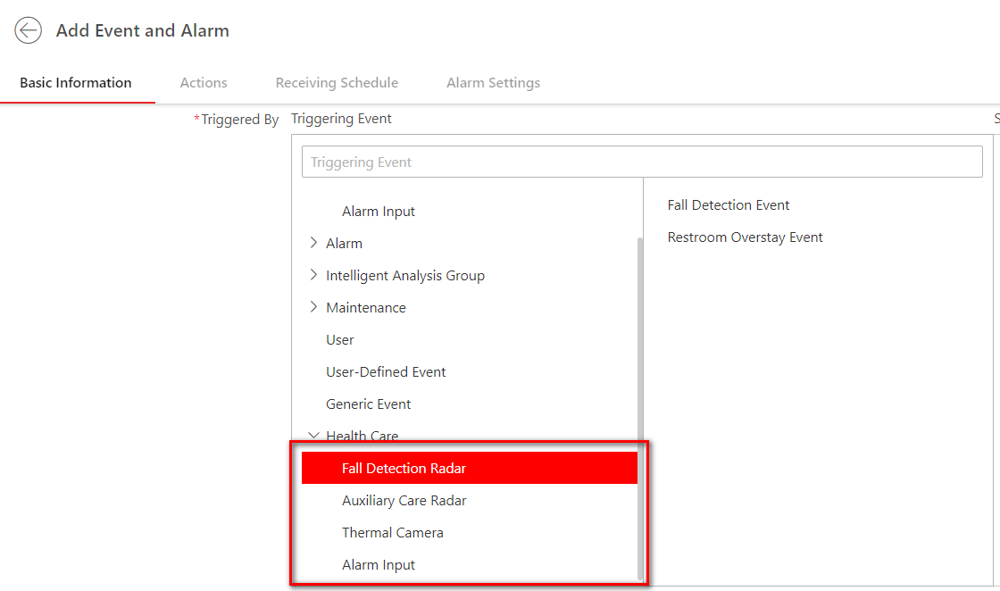 Add Event and Alarm
Basic Information Actions Receiving Schedule Alarm Settings
*Triggered By Triggering Event
Triggering Event
Alarm Input
Alarm
Intelligent Analysis Group
Maintenance
User
User-Defined Event
Generic Event
Health Care
Fall Detection Radar
Auxiliary Care Radar
Thermal Camera
Alarm Input
Fall Detection Event
Restroom Overstay Event